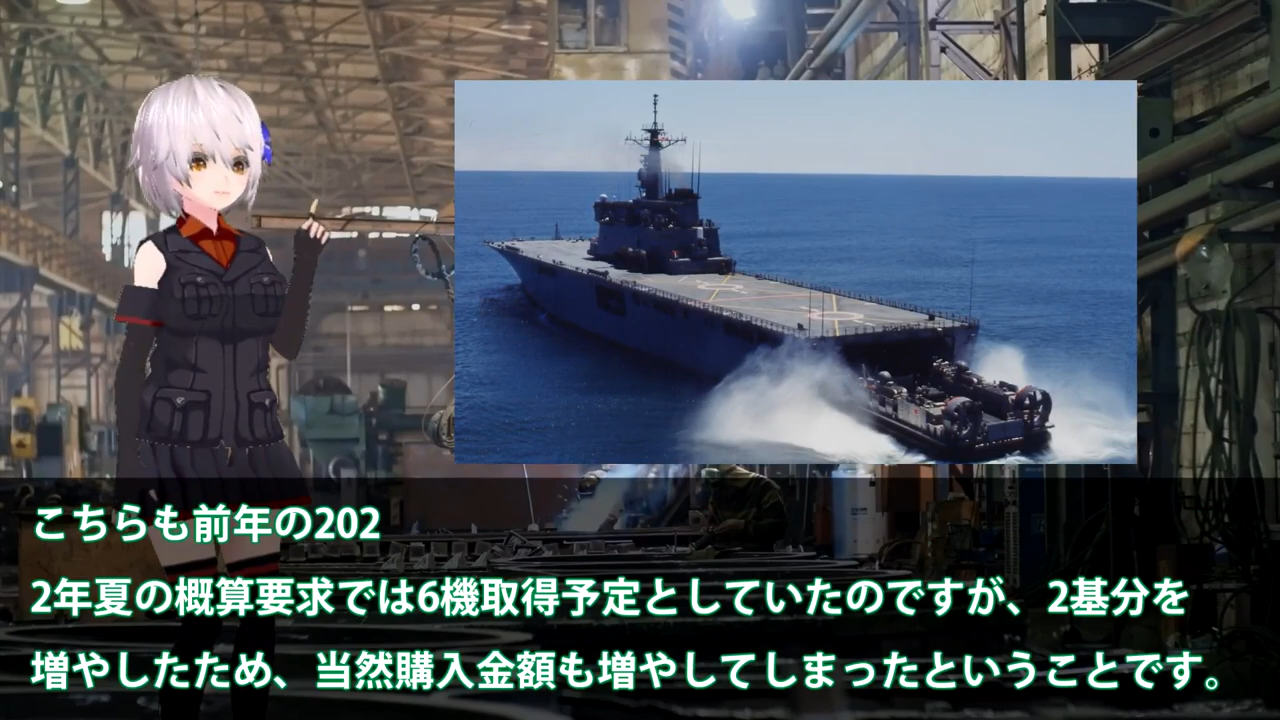 こちらも前年の202
2年夏の概算要求では6機取得予定としていたのですが、2基分を
増やしたため、当然購入金額も増やしてしまったということです。